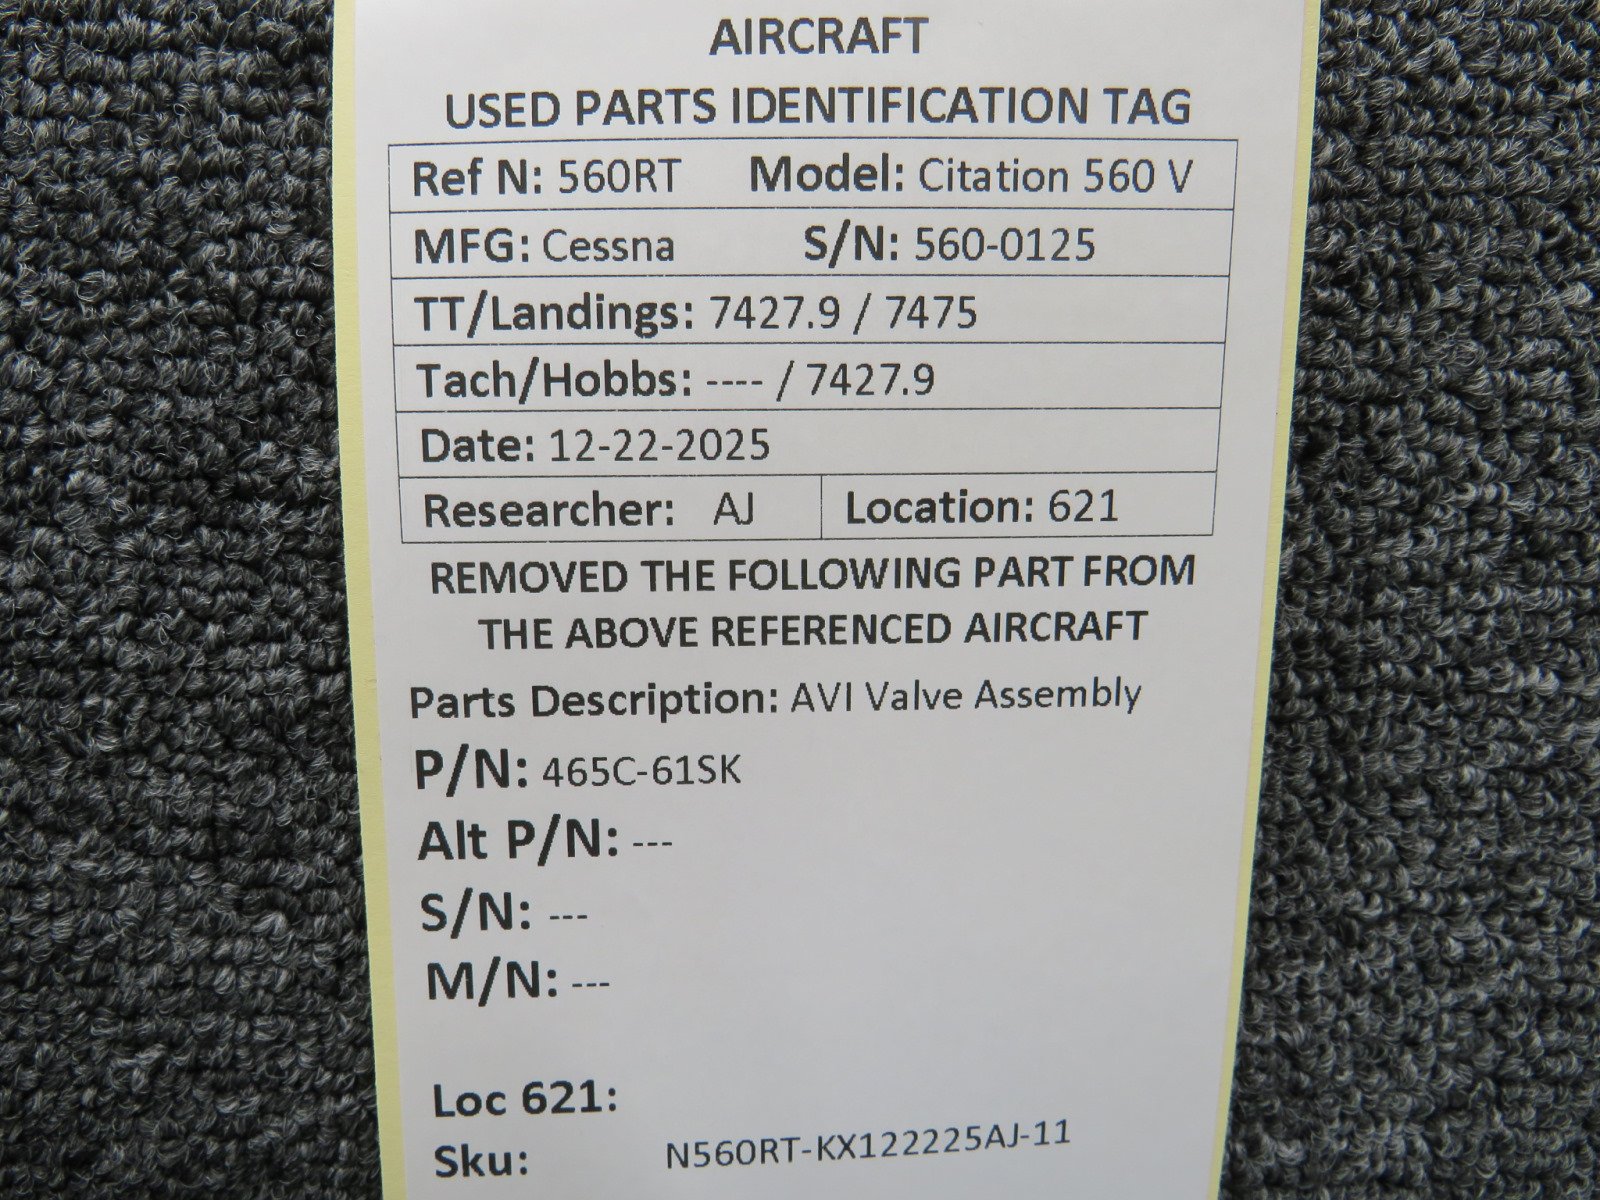 AIRCRAFT
USED PARTS IDENTIFICATION TAG
Ref N: 560RT Model: Citation 560 V
MFG: Cessna S/N: 560-0125
TT/Landings: 7427.9 / 7475
Tach/Hobbs: ---- / 7427.9
Date: 12-22-2025
Researcher: AJ Location: 621
REMOVED THE FOLLOWING PART FROM
THE ABOVE REFERENCED AIRCRAFT
Parts Description: AVI Valve Assembly
P/N: 465C-61SK
Alt P/N: ---
S/N: ---
M/N: ---
Loc 621:
Sku: N560RT-KX122225AJ-11